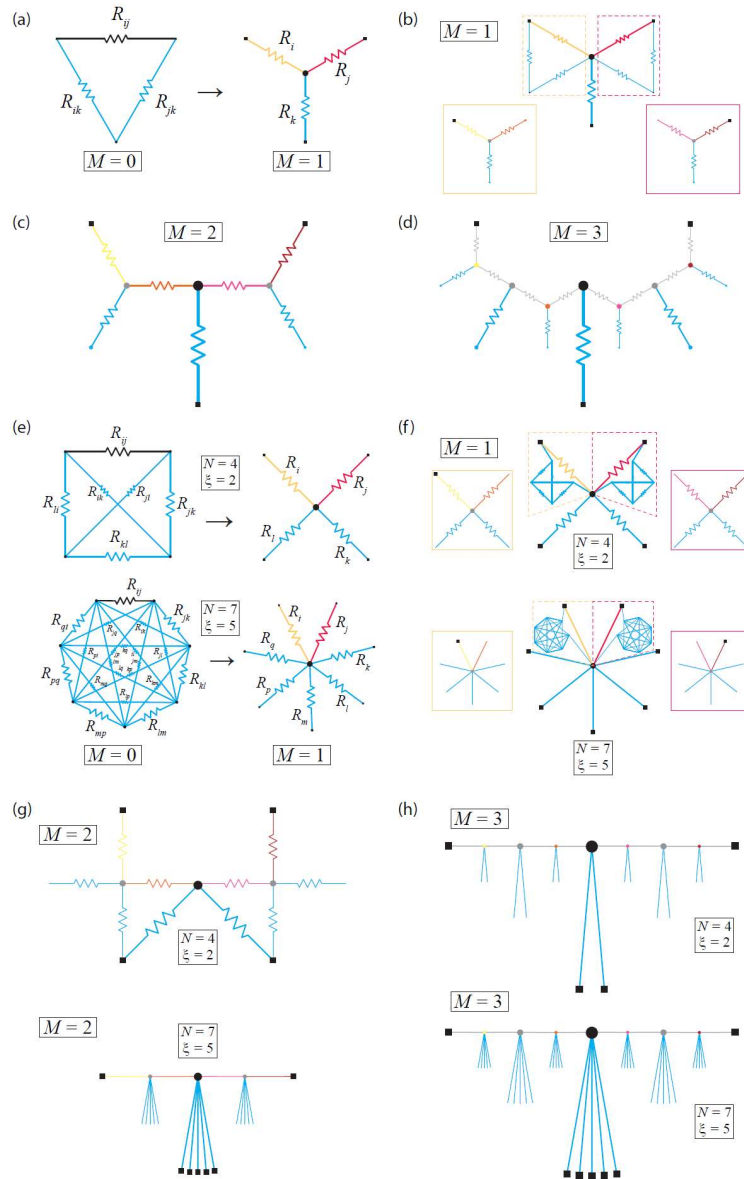 (a)
R_ij
R_ik
R_jk
M = 0
→
R_i
R_j
R_k
M = 1
(b)
M = 1
(c)
M = 2
(d)
M = 3
(e)
R_ij
R_li
R_ik
R_jl
R_jk
R_kl
N = 4
ξ = 2
→
R_i
R_j
R_l
R_k
R_ij
R_qi
R_jk
R_pq
R_kl
R_mp
R_lm
M = 0
N = 7
ξ = 5
→
R_i
R_j
R_q
R_k
R_p
R_l
R_m
M = 1
(f)
M = 1
N = 4
ξ = 2
N = 7
ξ = 5
(g)
M = 2
N = 4
ξ = 2
M = 2
N = 7
ξ = 5
(h)
M = 3
N = 4
ξ = 2
M = 3
N = 7
ξ = 5